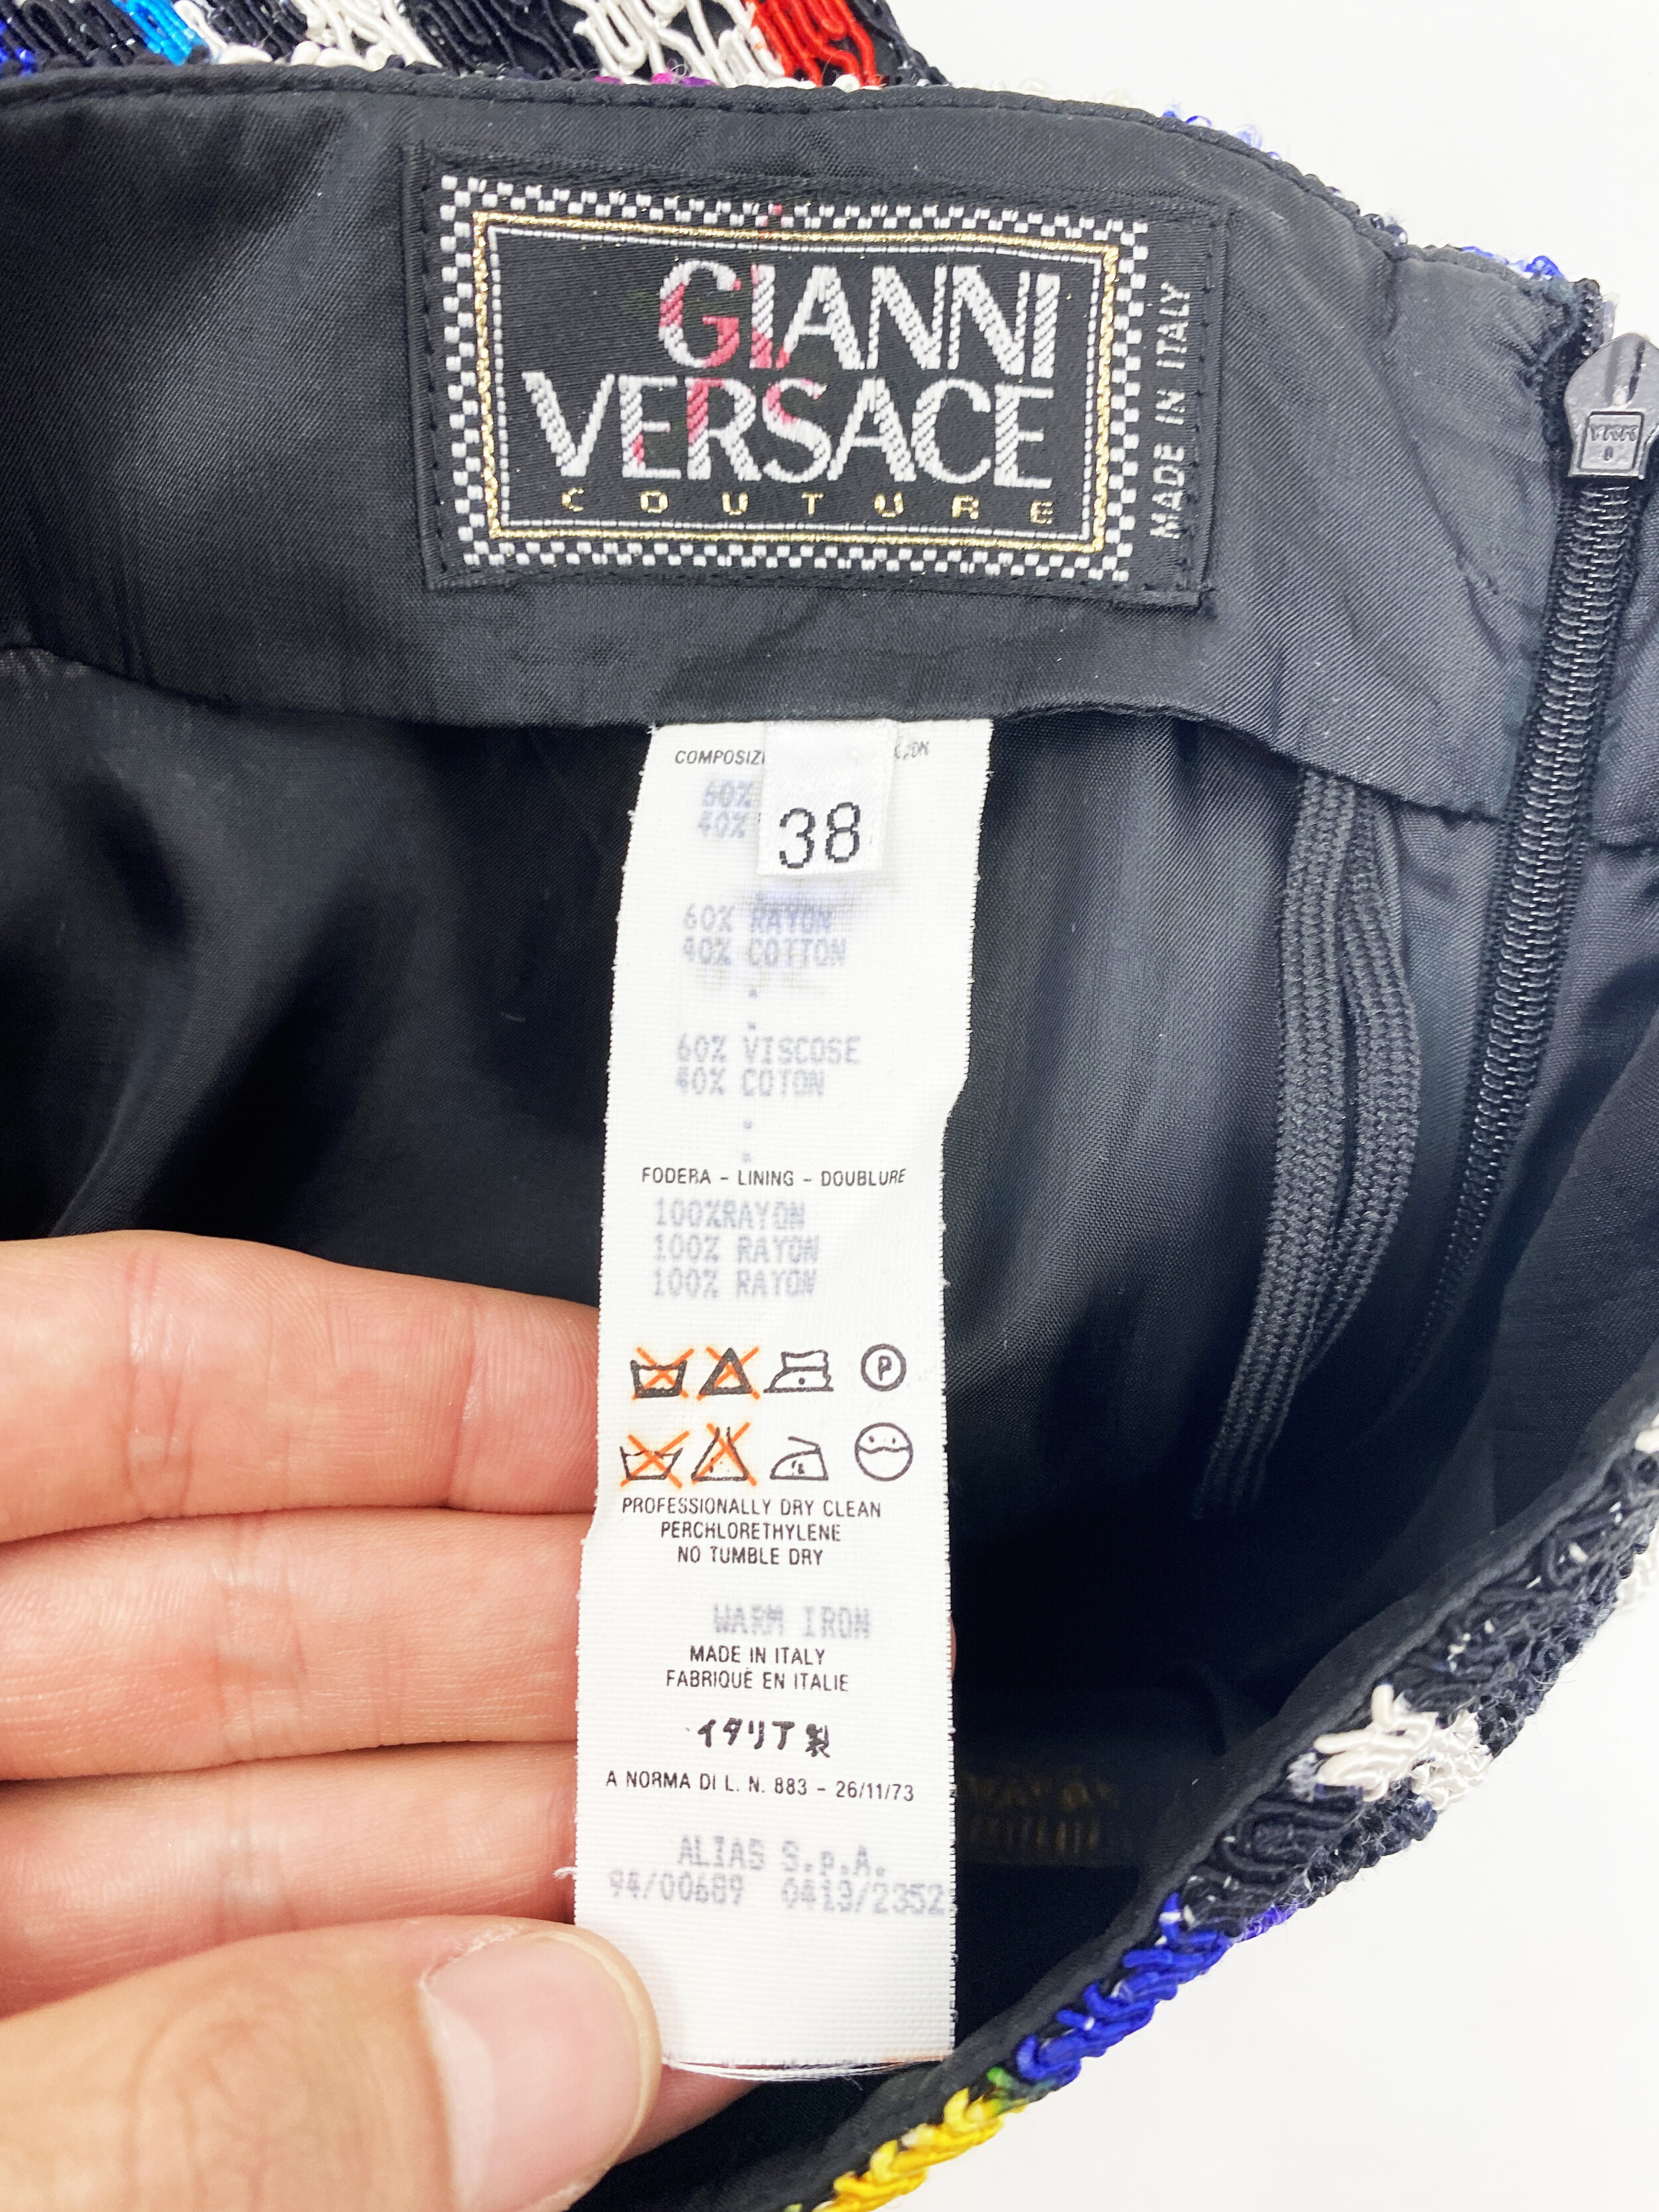 GIANNI
VERSACE
COUTURE
MADE IN ITALY
YKK
38
60%
40%
60% RAYON
40% COTTON
60% VISCOSE
40% COTON
FODERA - LINING - DOUBLURE
100%RAYON
100% RAYON
100% RAYON
P
PROFESSIONALLY DRY CLEAN
PERCHLORETHYLENE
NO TUMBLE DRY
WARM IRON
MADE IN ITALY
FABRIQUÉ EN ITALIE
イタリア製
A NORMA DI L. N. 883 - 26/11/73
ALIAS S.p.A.
94/00689 0413/2352